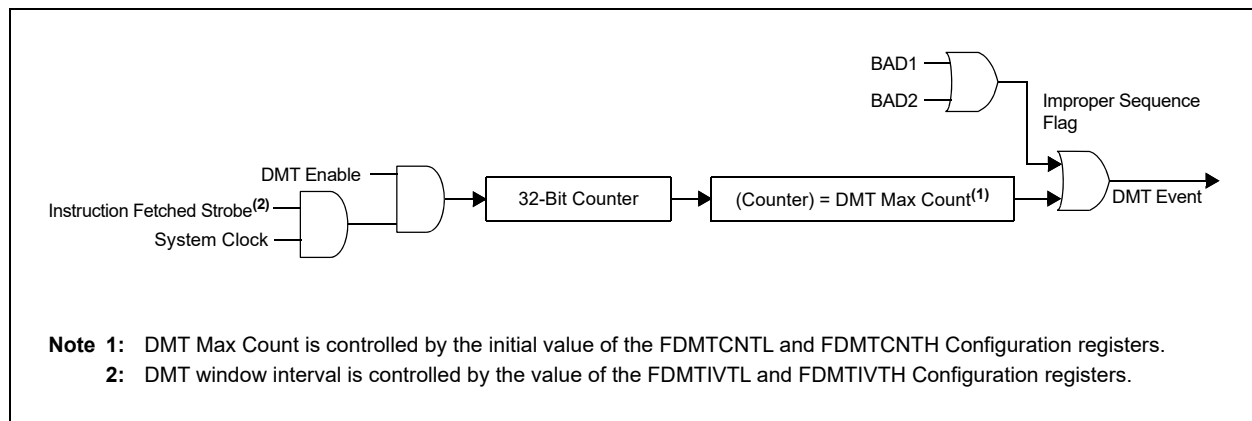 BAD1
BAD2
Improper Sequence
Flag
DMT Enable
Instruction Fetched Strobe(2)
System Clock
32-Bit Counter
(Counter) = DMT Max Count(1)
DMT Event
Note 1: DMT Max Count is controlled by the initial value of the FDMTCNTL and FDMTCNTH Configuration registers.
2: DMT window interval is controlled by the value of the FDMTIVTL and FDMTIVTH Configuration registers.